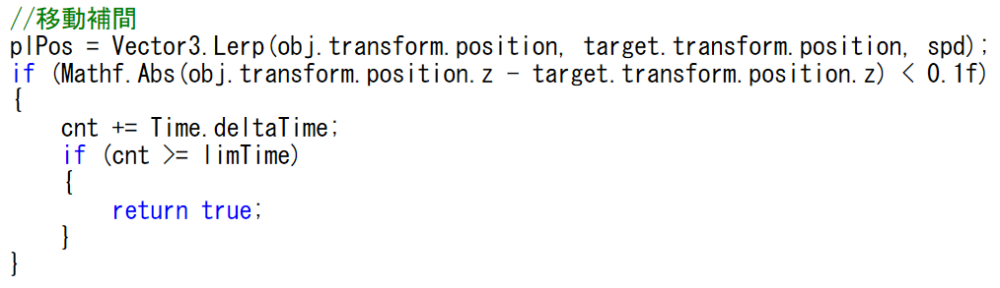 //移動補間
plPos = Vector3.Lerp(obj.transform.position, target.transform.position, spd);
if (Mathf.Abs(obj.transform.position.z - target.transform.position.z) < 0.1f)
{
    cnt += Time.deltaTime;
    if (cnt >= limTime)
    {
        return true;
    }
}